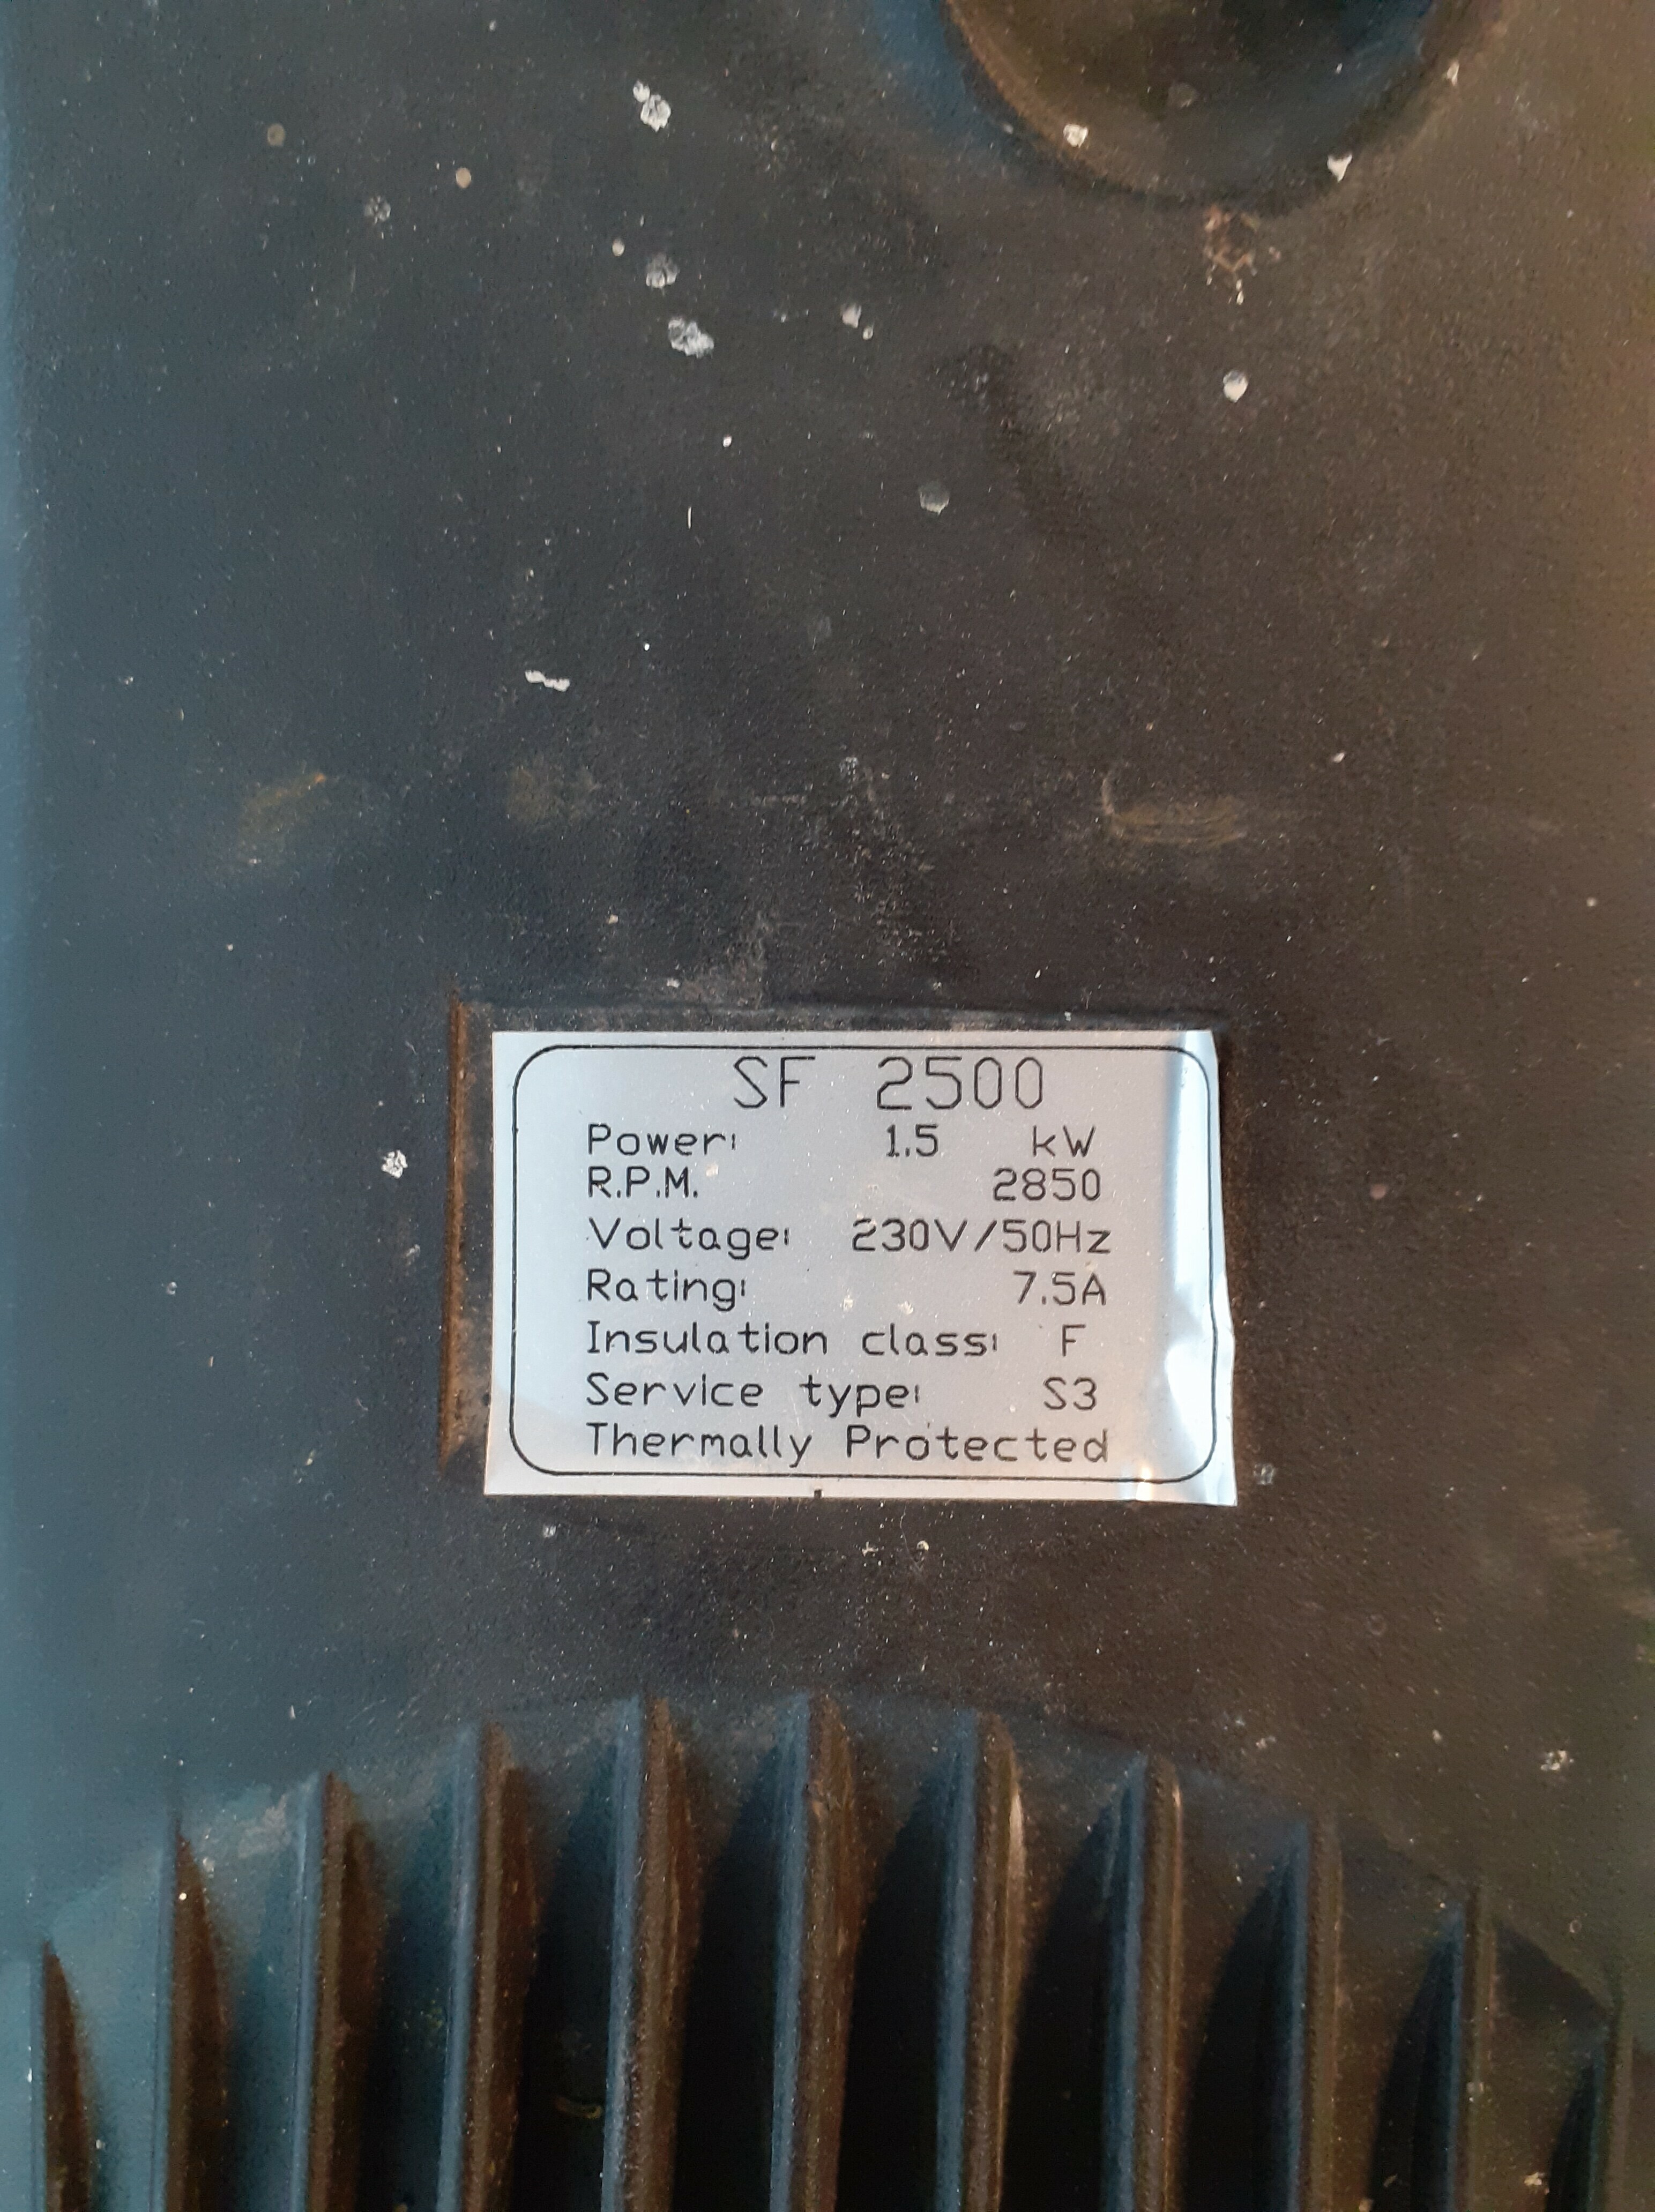 SF 2500
Power: 1.5 kW
R.P.M. 2850
Voltage: 230V/50Hz
Rating: 7.5A
Insulation class: F
Service type: S3
Thermally Protected